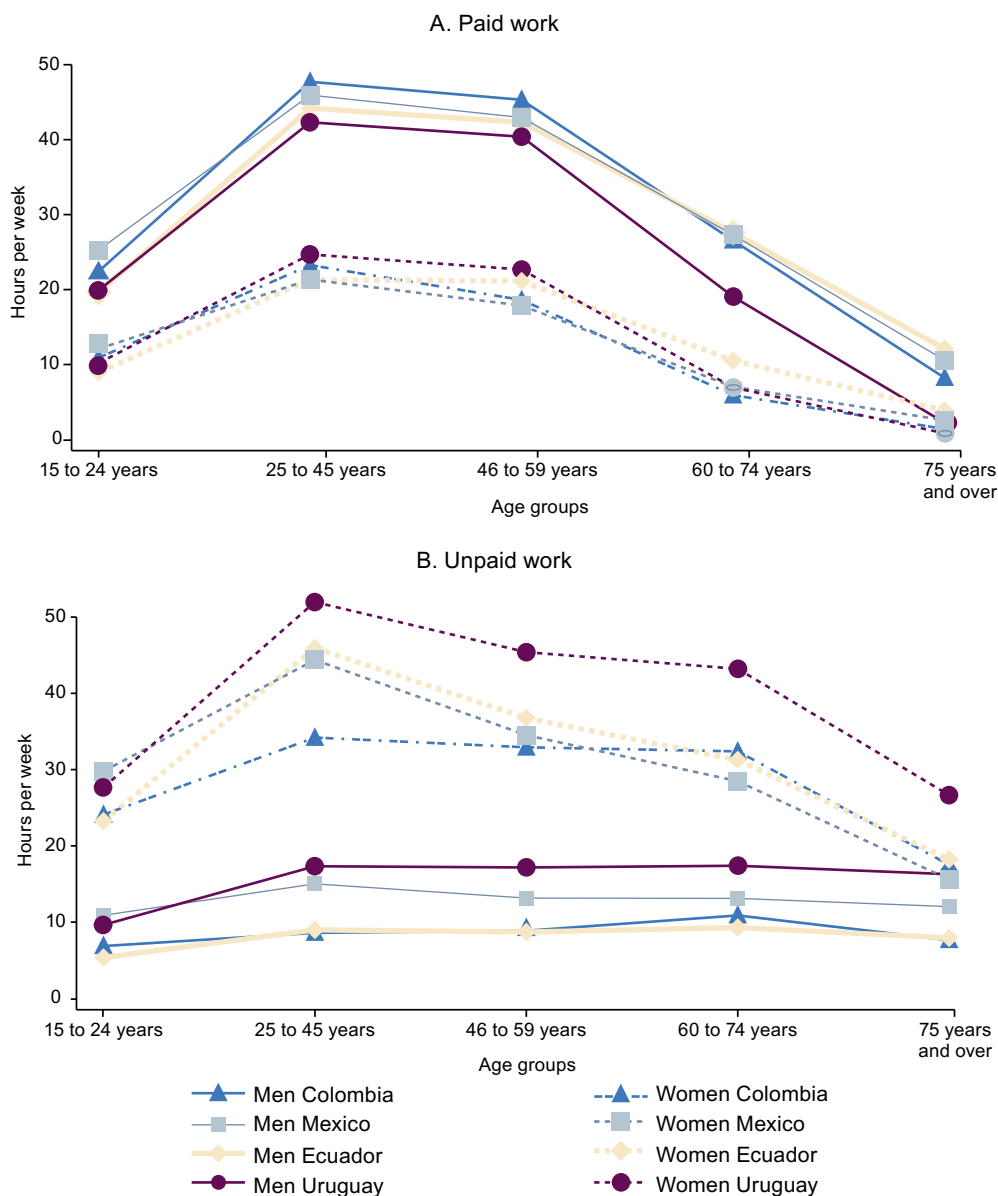 A. Paid work
50
40
30
20
10
0
Hours per week
15 to 24 years
25 to 45 years
46 to 59 years
60 to 74 years
75 years
and over
Age groups
B. Unpaid work
50
40
30
20
10
0
Hours per week
15 to 24 years
25 to 45 years
46 to 59 years
60 to 74 years
75 years
and over
Age groups
Men Colombia
Women Colombia
Men Mexico
Women Mexico
Men Ecuador
Women Ecuador
Men Uruguay
Women Uruguay